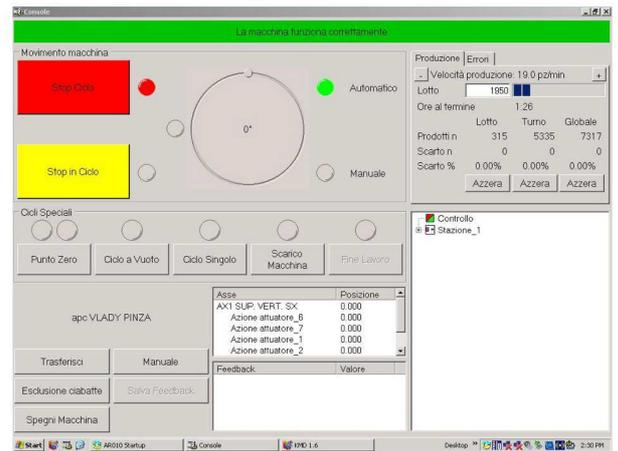 Console
La macchina funziona correttamente
Movimento macchina
Stop Ciclo
Automatico
0°
Stop in Ciclo
Manuale
Produzione Errori
- Velocità produzione: 19.0 pz/min +
Lotto 1950
Ore al termine 1:26
Lotto Turno Globale
Prodotti n 315 5335 7317
Scarto n 0 0 0
Scarto % 0.00% 0.00% 0.00%
Azzera Azzera Azzera
Cicli Speciali
Punto Zero Ciclo a Vuoto Ciclo Singolo Scarico Macchina Fine Lavoro
Controllo
Stazione_1
apc VLADY PINZA
Asse Posizione
AX1 SUP. VERT. SX 0.000
Azione attuatore_6 0.000
Azione attuatore_7 0.000
Azione attuatore_1 0.000
Azione attuatore_2 0.000
Trasferisci Manuale
Feedback Valore
Esclusione ciabatte Salva Feedback
Spegni Macchina
Start AR010 Startup Console KMD 1.6 Desktop » 2:30 PM